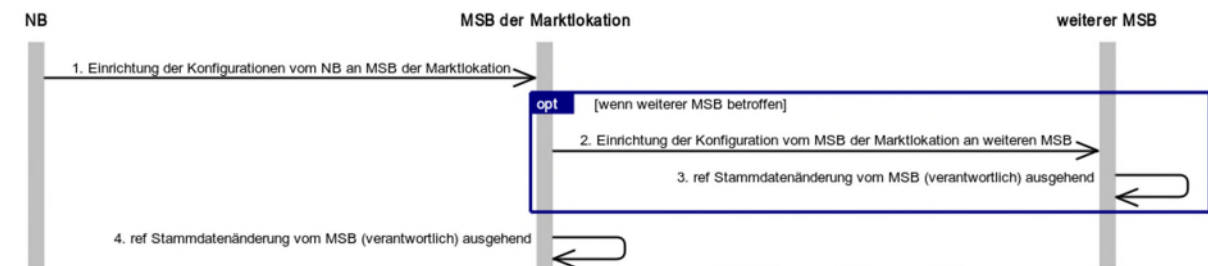 NB
MSB der Marktlokation
weiterer MSB
1. Einrichtung der Konfigurationen vom NB an MSB der Marktlokation
opt
[wenn weiterer MSB betroffen]
2. Einrichtung der Konfiguration vom MSB der Marktlokation an weiteren MSB
3. ref Stammdatenänderung vom MSB (verantwortlich) ausgehend
4. ref Stammdatenänderung vom MSB (verantwortlich) ausgehend